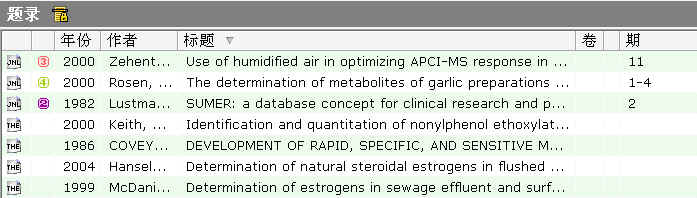 题录
年份 作者 标题 卷 期
JNL 3 2000 Zehent... Use of humidified air in optimizing APCI-MS response in ... 11
JNL 4 2000 Rosen, ... The determination of metabolites of garlic preparations ... 1-4
JNL 2 1982 Lustma... SUMER: a database concept for clinical research and p... 2
THE 2000 Keith, ... Identification and quantitation of nonylphenol ethoxylat...
THE 1986 COVEY... DEVELOPMENT OF RAPID, SPECIFIC, AND SENSITIVE M...
THE 2004 Hansel... Determination of natural steroidal estrogens in flushed ...
THE 1999 McDani... Determination of estrogens in sewage effluent and surf...